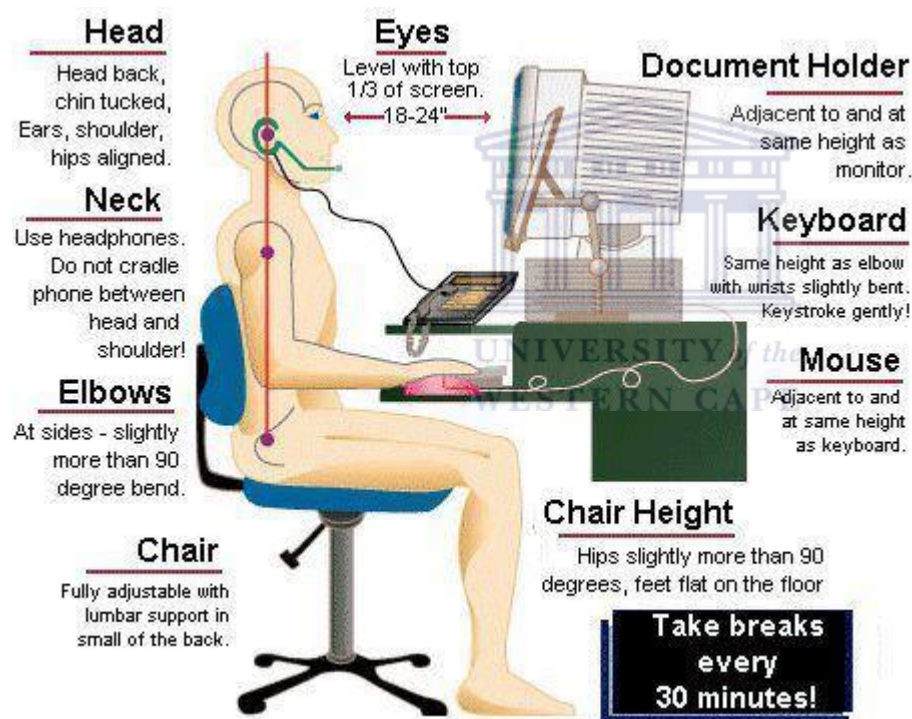 Head
Head back,
chin tucked,
Ears, shoulder,
hips aligned.
Neck
Use headphones.
Do not cradle
phone between
head and
shoulder!
Elbows
At sides - slightly
more than 90
degree bend.
Chair
Fully adjustable with
lumbar support in
small of the back.
Eyes
Level with top
1/3 of screen.
18-24"
Document Holder
Adjacent to and at
same height as
monitor.
Keyboard
Same height as elbow
with wrists slightly bent.
Keystroke gently!
Mouse
Adjacent to and
at same height
as keyboard.
Chair Height
Hips slightly more than 90
degrees, feet flat on the floor
Take breaks
every
30 minutes!
UNIVERSITY of the
WESTERN CAPE